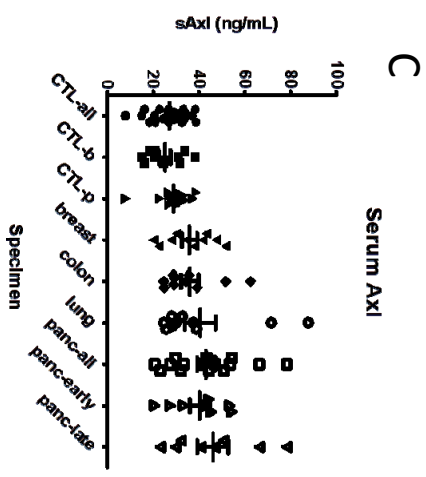 C
Serum Axl
sAxl (ng/mL)
100
80
60
40
20
0
CTL-all
CTL-b
CTL-p
breast
colon
lung
panc-all
panc-early
panc-late
Specimen